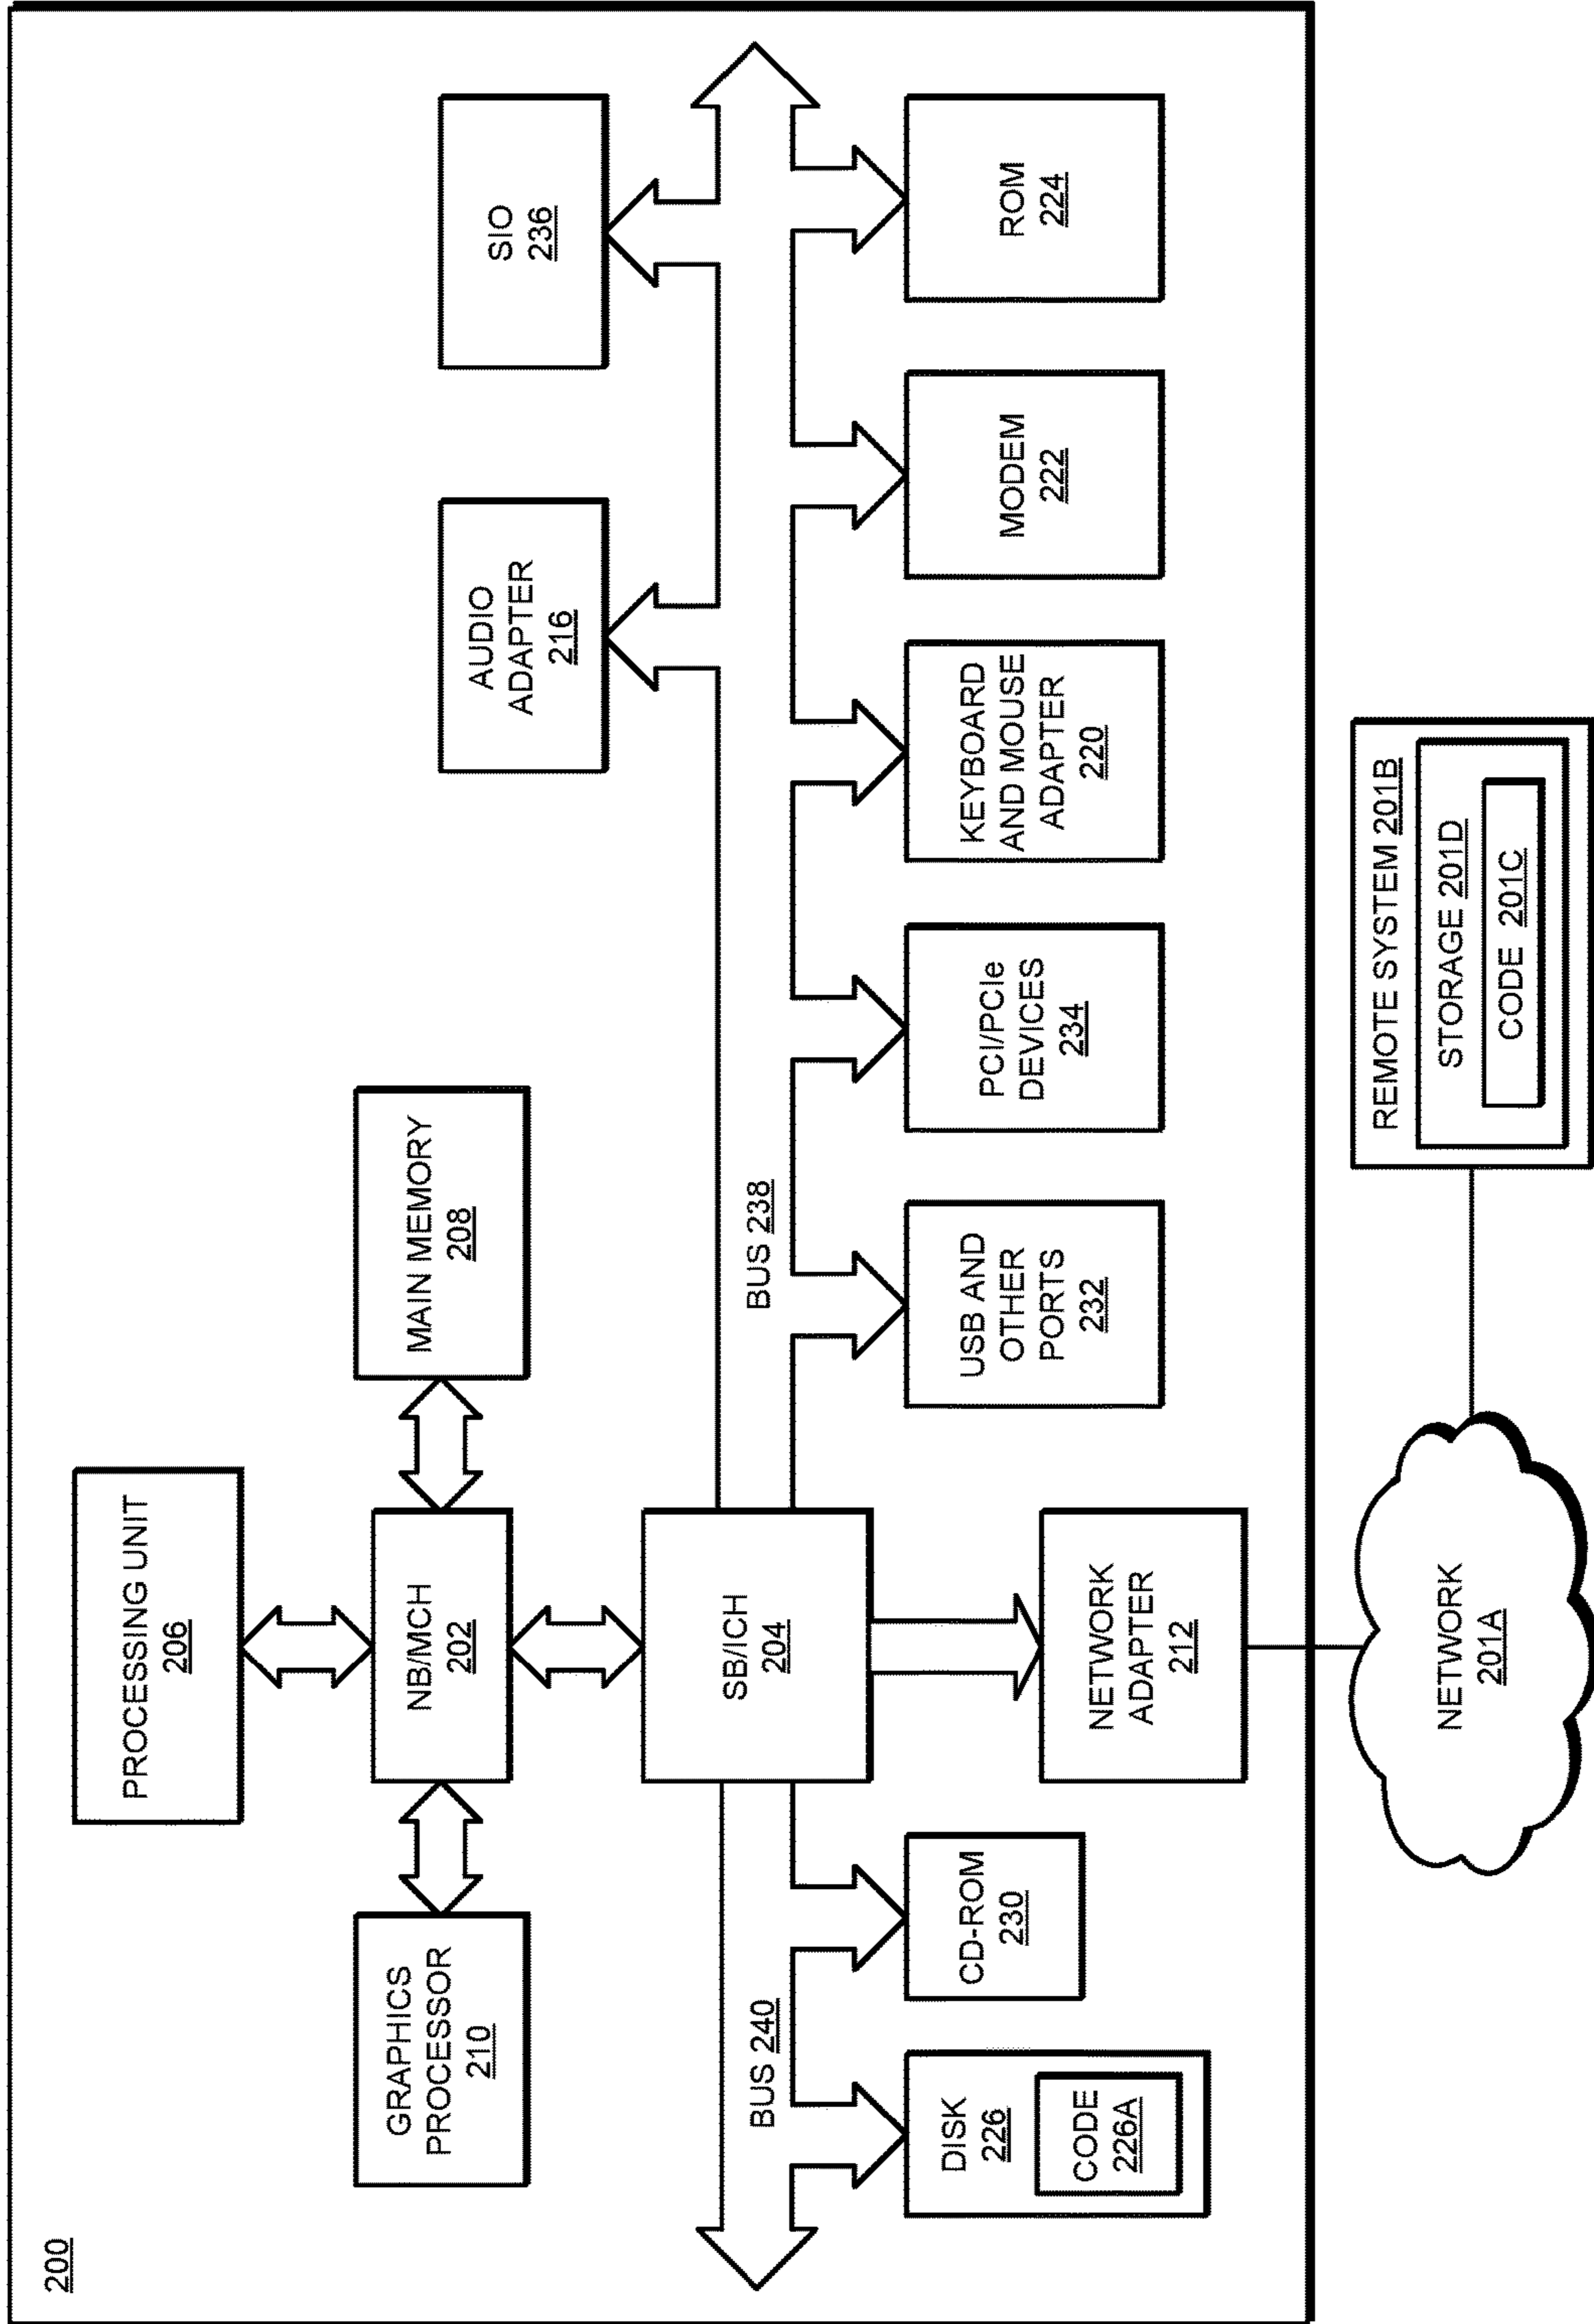 200
PROCESSING UNIT
206
GRAPHICS
PROCESSOR
210
NB/MCH
202
MAIN MEMORY
208
AUDIO
ADAPTER
216
SIO
236
SB/ICH
204
BUS 240
BUS 238
DISK
226
CODE
226A
CD-ROM
230
NETWORK
ADAPTER
212
USB AND
OTHER
PORTS
232
PCI/PCIe
DEVICES
234
KEYBOARD
AND MOUSE
ADAPTER
220
MODEM
222
ROM
224
NETWORK
201A
REMOTE SYSTEM 201B
STORAGE 201D
CODE 201C